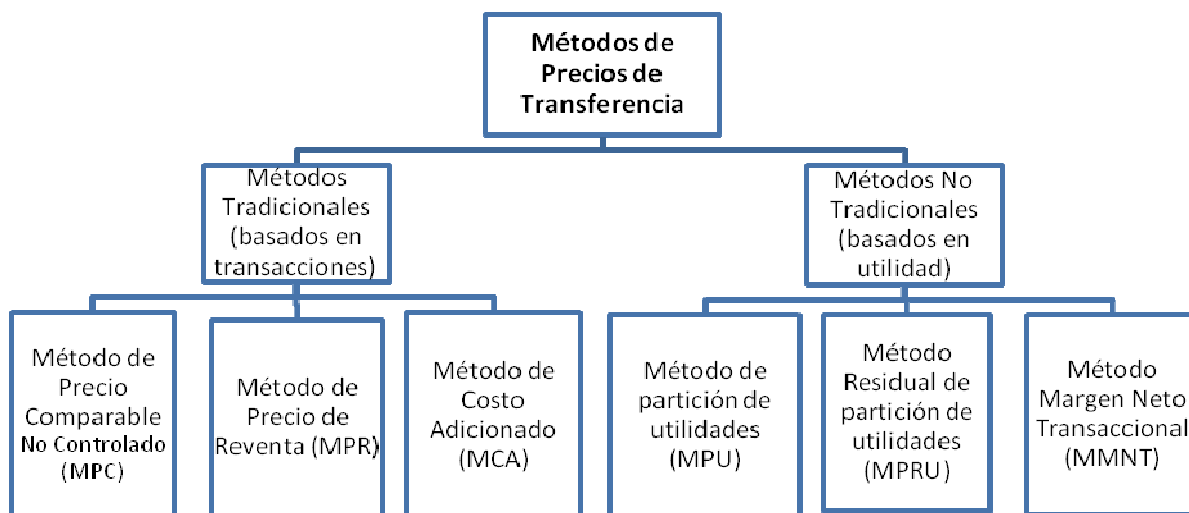 Métodos de
Precios de
Transferencia
Métodos
Tradicionales
(basados en
transacciones)
Métodos No
Tradicionales
(basados en
utilidad)
Método de
Precio
Comparable
No Controlado
(MPC)
Método de
Precio de
Reventa (MPR)
Método de
Costo
Adicionado
(MCA)
Método de
partición de
utilidades
(MPU)
Método
Residual de
partición de
utilidades
(MPRU)
Método
Margen Neto
Transaccional
(MMNT)